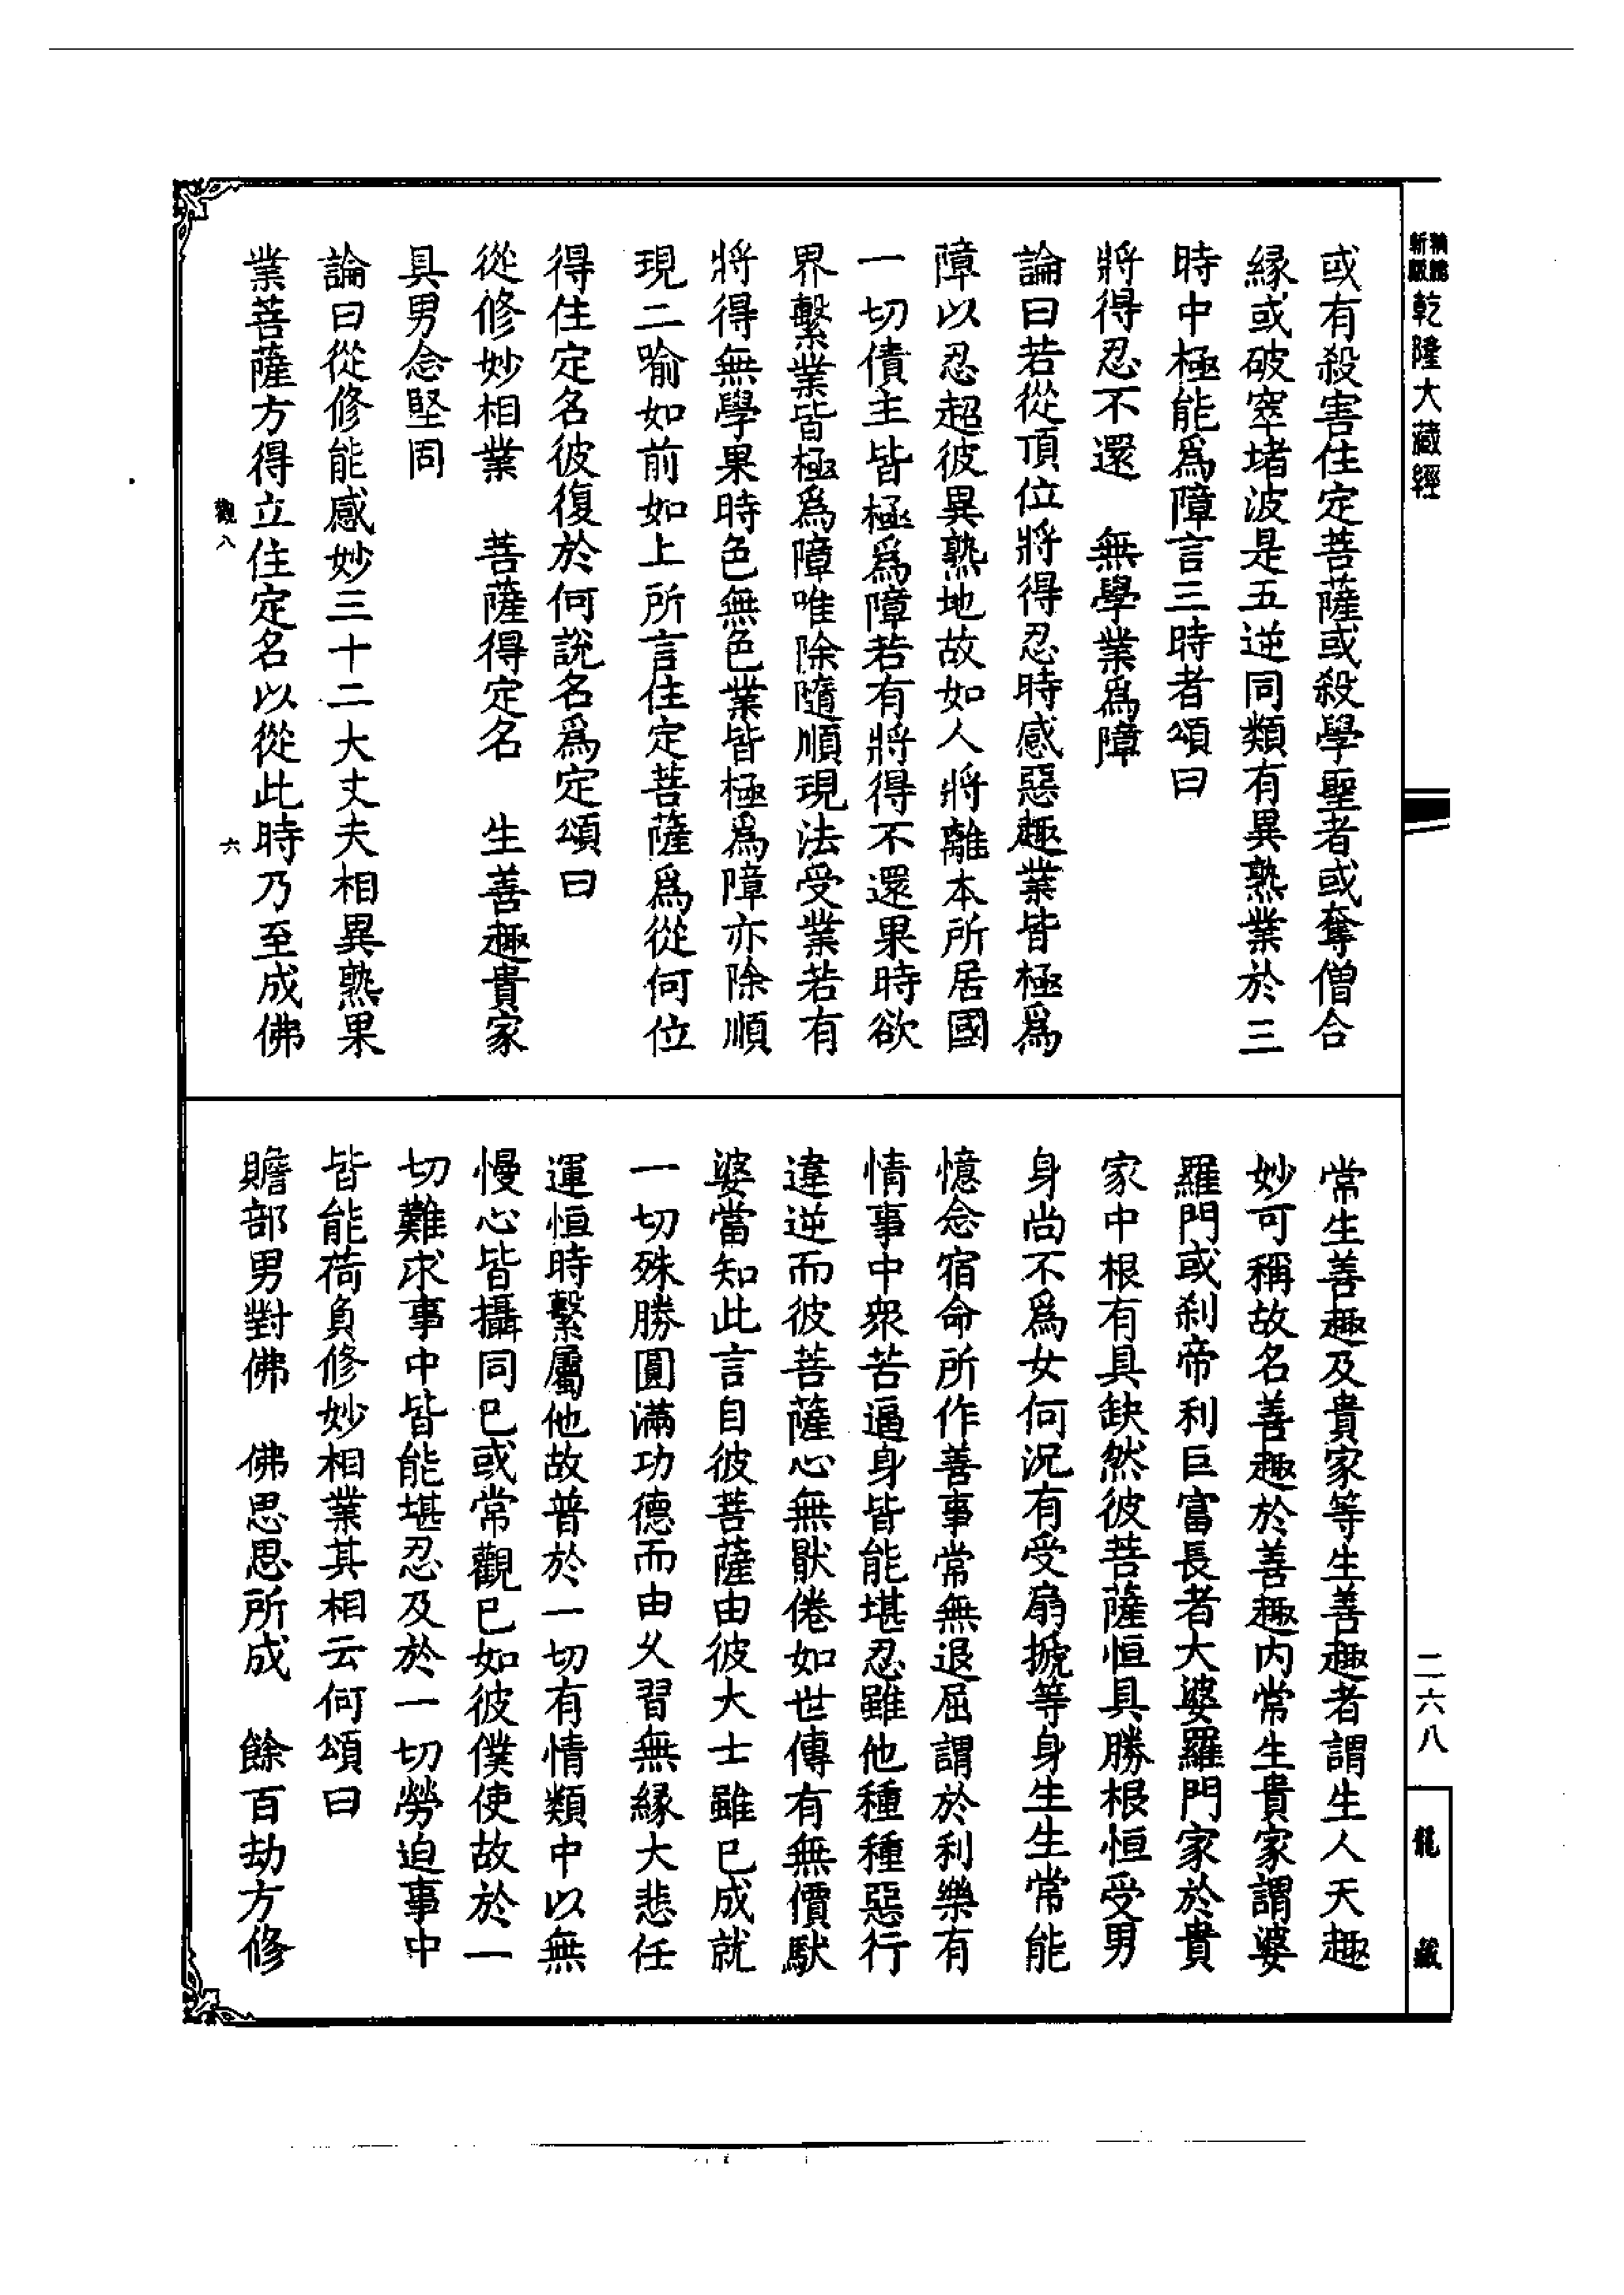 乾隆大藏經
或有殺害住定菩薩或殺學聖者或奪僧合
緣或破窣堵波是五逆同類有異熟業於三
時中極能爲障言三時者頌曰
將得忍不還　無學業爲障
論曰若從頂位將得忍時感惡趣業皆極爲
障以忍超彼異熟地故如人將離本所居國
一切債主皆極爲障若有將得不還果時欲
界繫業皆極爲障唯除隨順現法受業若有
將得無學果時色無色業皆極爲障亦除順
現二喻如前如上所言住定菩薩爲從何位
得住定名彼復於何說名爲定頌曰
從修妙相業　菩薩得定名　生善趣貴家
具男念堅同
論曰從修能感妙三十二大丈夫相異熟果
業菩薩方得立住定名以從此時乃至成佛
觀八　六
常生善趣及貴家等生善趣者謂生人天趣
妙可稱故名善趣於善趣內常生貴家謂婆
羅門或剎帝利巨富長者大婆羅門家於貴
家中根有具缺然彼菩薩恒具勝根恒受男
身尚不爲女何況有受扇搋等身生生常能
憶念宿命所作善事常無退屈謂於利樂有
情事中衆苦逼身皆能堪忍雖他種種惡行
違逆而彼菩薩心無厭倦如世傳有無價馱
婆當知此言目彼菩薩由彼大士雖已成就
一切殊勝圓滿功德而由久習無緣大悲任
運恒時繫屬他故普於一切有情類中以無
慢心皆攝同已或常觀已如彼僕使故於一
切難求事中皆能堪忍及於一切勞迫事中
皆能荷負修妙相業其相云何頌曰
贍部男對佛　佛思思所成　餘百劫方修
二六八
龍藏